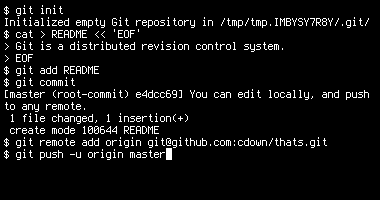 $ git init
Initialized empty Git repository in /tmp/tmp.IMBYSY7R8Y/.git/
$ cat > README << 'EOF'
> Git is a distributed revision control system.
> EOF
$ git add README
$ git commit
[master (root-commit) e4dcc69] You can edit locally, and push
to any remote.
 1 file changed, 1 insertion(+)
 create mode 100644 README
$ git remote add origin git@github.com:cdown/thats.git
$ git push -u origin master